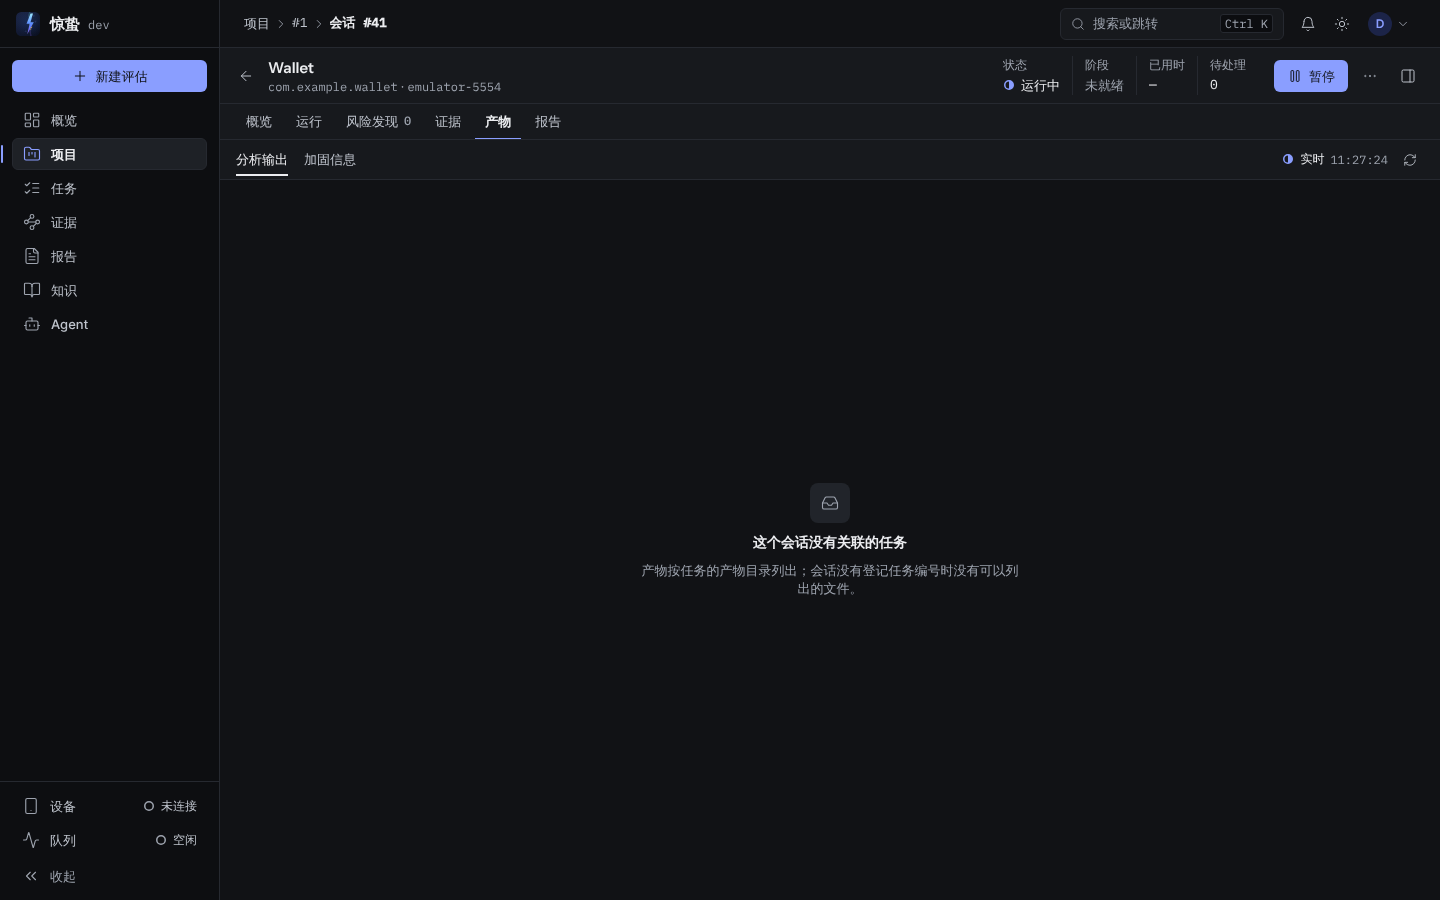 惊蛰 dev
项目 #1 会话 #41
搜索或跳转 Ctrl K
D
新建评估
概览
项目
任务
证据
报告
知识
Agent
设备 未连接
队列 空闲
收起
Wallet
com.example.wallet · emulator-5554
状态 阶段 已用时 待处理
运行中 未就绪 — 0
暂停
概览 运行 风险发现 0 证据 产物 报告
分析输出 加固信息
实时 11:27:24
这个会话没有关联的任务
产物按任务的产物目录列出；会话没有登记任务编号时没有可以列
出的文件。